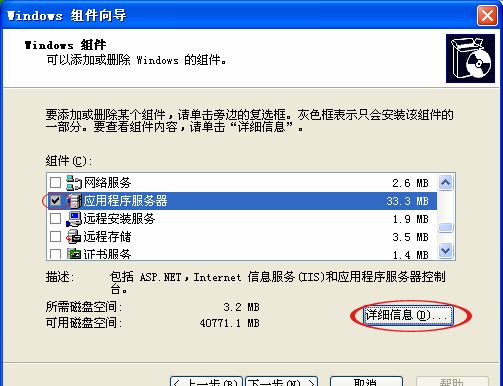 Windows 组件向导
Windows 组件
可以添加或删除 Windows 的组件。
要添加或删除某个组件，请单击旁边的复选框。灰色框表示只会安装该组件的
一部分。要查看组件内容，请单击“详细信息”。
组件(C):
网络服务 2.6 MB
应用程序服务器 33.3 MB
远程安装服务 1.9 MB
远程存储 3.5 MB
证书服务 1.4 MB
描述: 包括 ASP.NET，Internet 信息服务(IIS)和应用程序服务器控制
台。
所需磁盘空间: 3.2 MB
可用磁盘空间: 40771.1 MB
详细信息(D)...
< 上一步(B) 下一步(N) > 取消 帮助